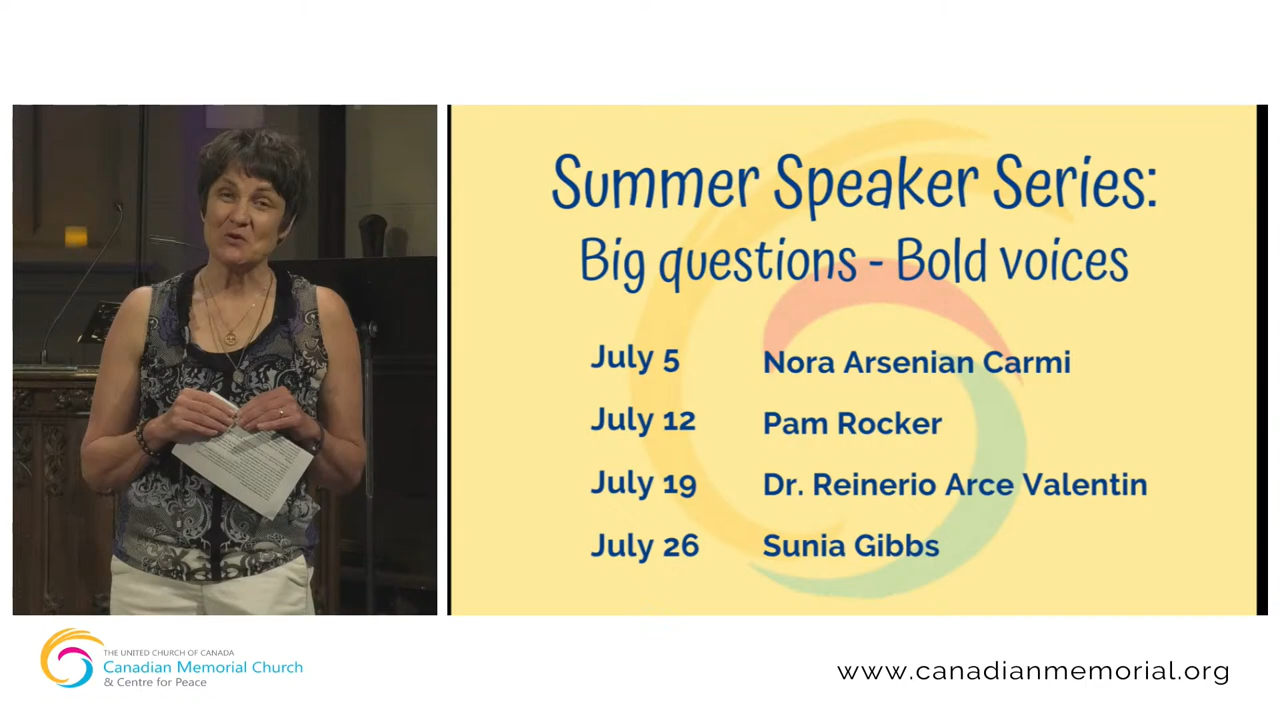 Summer Speaker Series:
Big questions - Bold voices
July 5 Nora Arsenian Carmi
July 12 Pam Rocker
July 19 Dr. Reinerio Arce Valentin
July 26 Sunia Gibbs
THE UNITED CHURCH OF CANADA
Canadian Memorial Church
& Centre for Peace
www.canadianmemorial.org